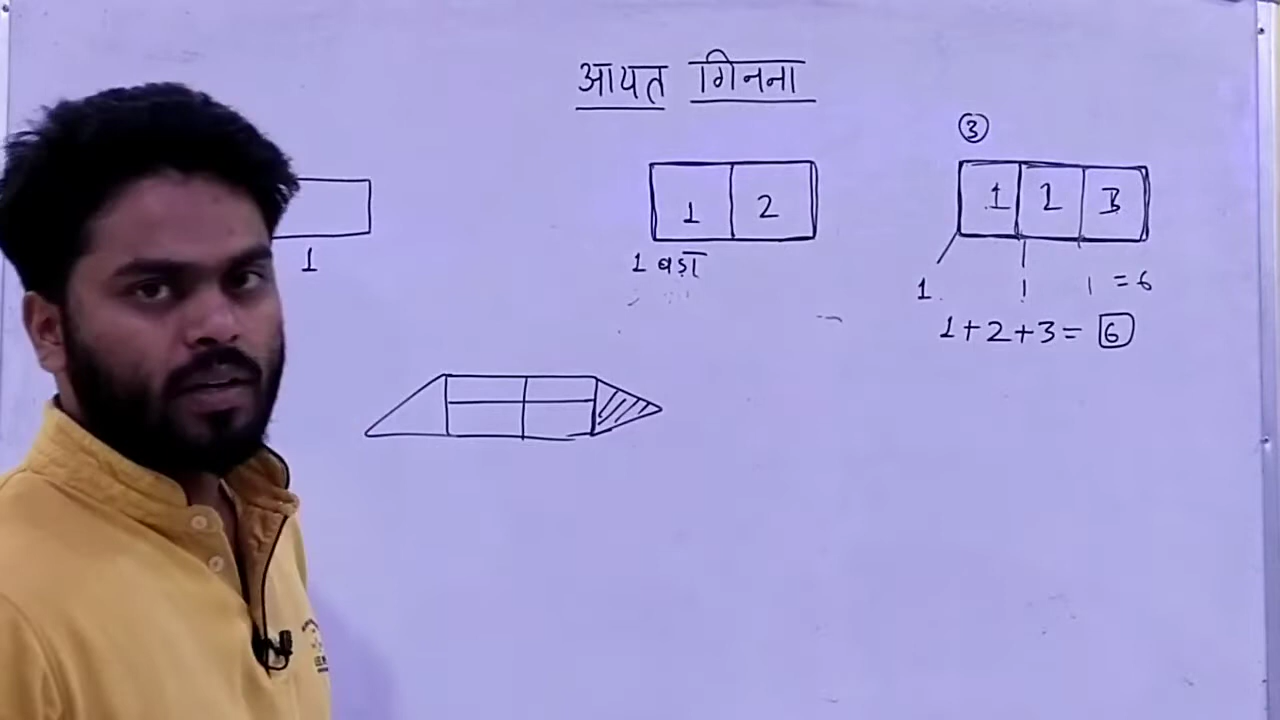 आयत गिनना
3
1 2
1 2 3
1
1 बड़ा
1 1 1 = 6
1+2+3= 6